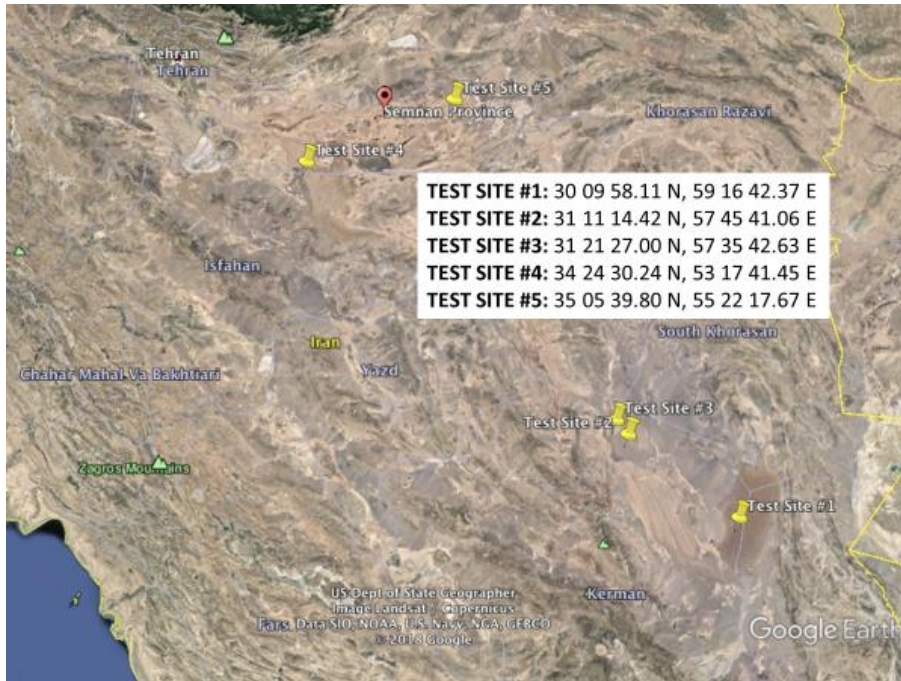 Tehran
Tehran
Test Site #5
Semnan Province
Khorasan Razavi
Test Site #4
TEST SITE #1: 30 09 58.11 N, 59 16 42.37 E
TEST SITE #2: 31 11 14.42 N, 57 45 41.06 E
TEST SITE #3: 31 21 27.00 N, 57 35 42.63 E
TEST SITE #4: 34 24 30.24 N, 53 17 41.45 E
TEST SITE #5: 35 05 39.80 N, 55 22 17.67 E
Isfahan
South Khorasan
Iran
Yazd
Chahar Mahal Va Bakhtiari
Test Site #3
Test Site #2
Zagros Mountains
Test Site #1
US Dept of State Geographer
Kerman
Image Landsat / Copernicus
Fars
Data SIO, NOAA, U.S. Navy, NGA, GEBCO
© 2018 Google
Google Earth